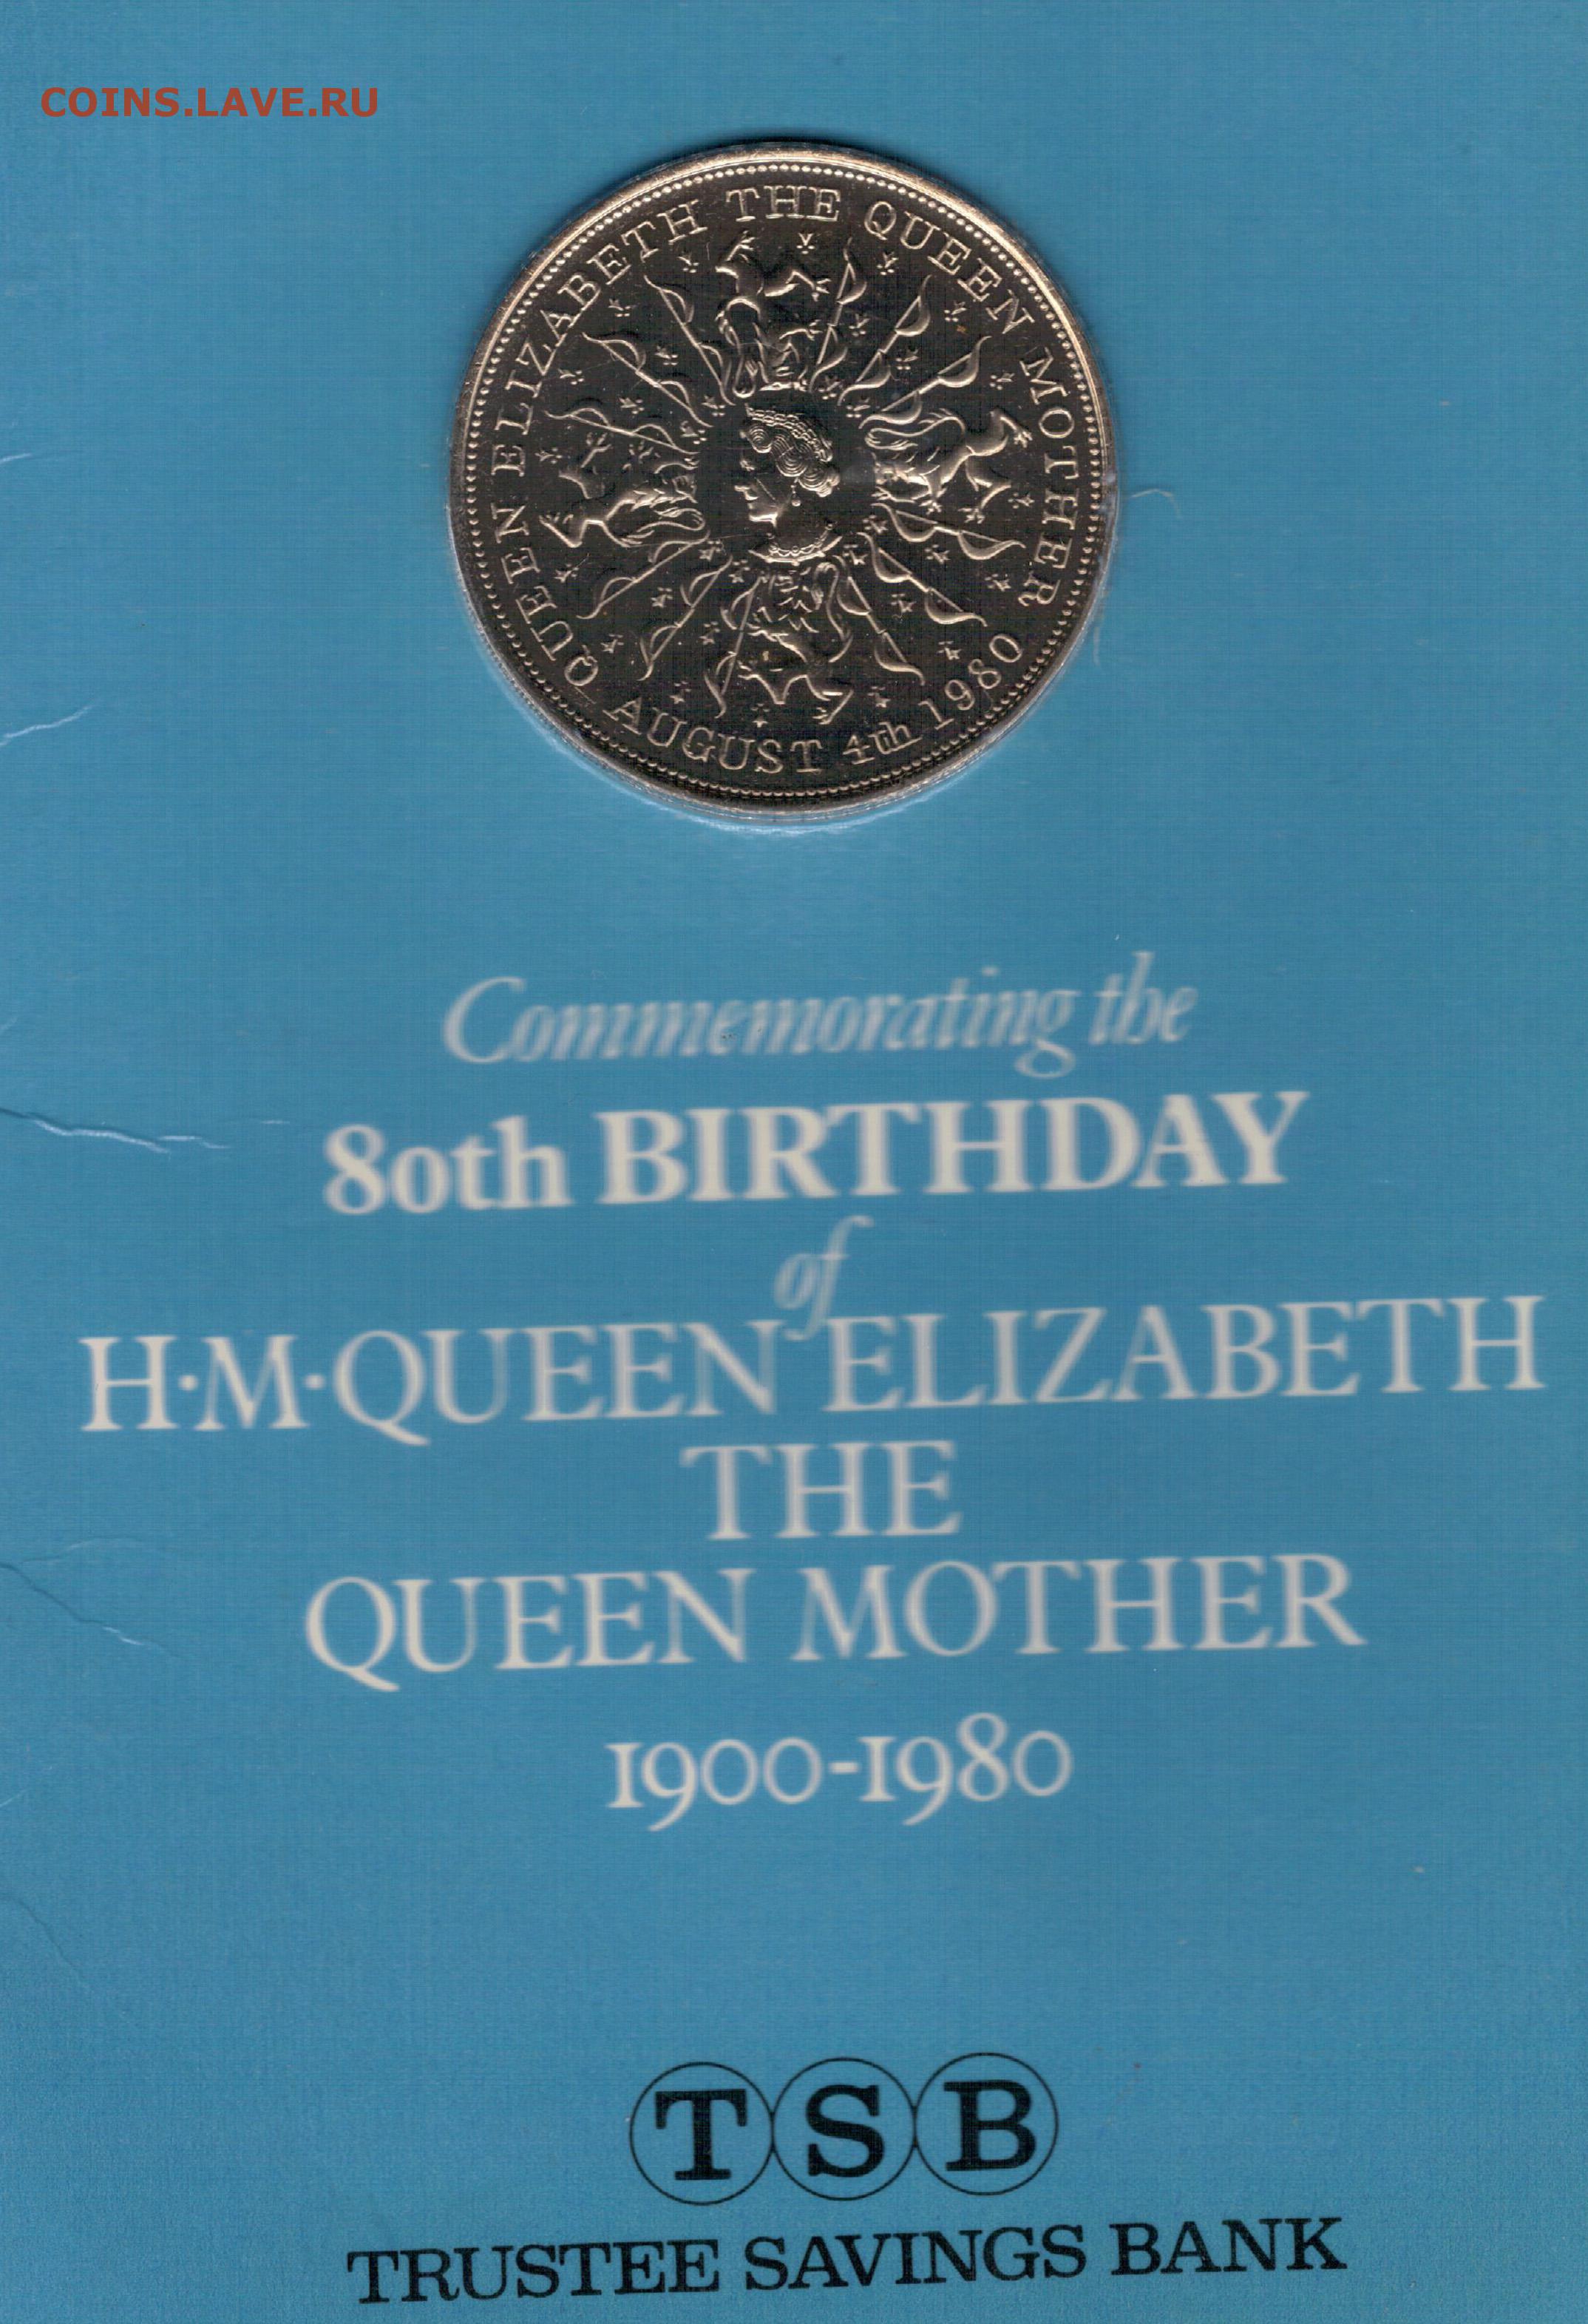 COINS.LAVE.RU
QUEEN ELIZABETH THE QUEEN MOTHER
AUGUST 4th 1980
Commemorating the
80th BIRTHDAY
of
H·M·QUEEN ELIZABETH
THE
QUEEN MOTHER
1900-1980
TSB
TRUSTEE SAVINGS BANK